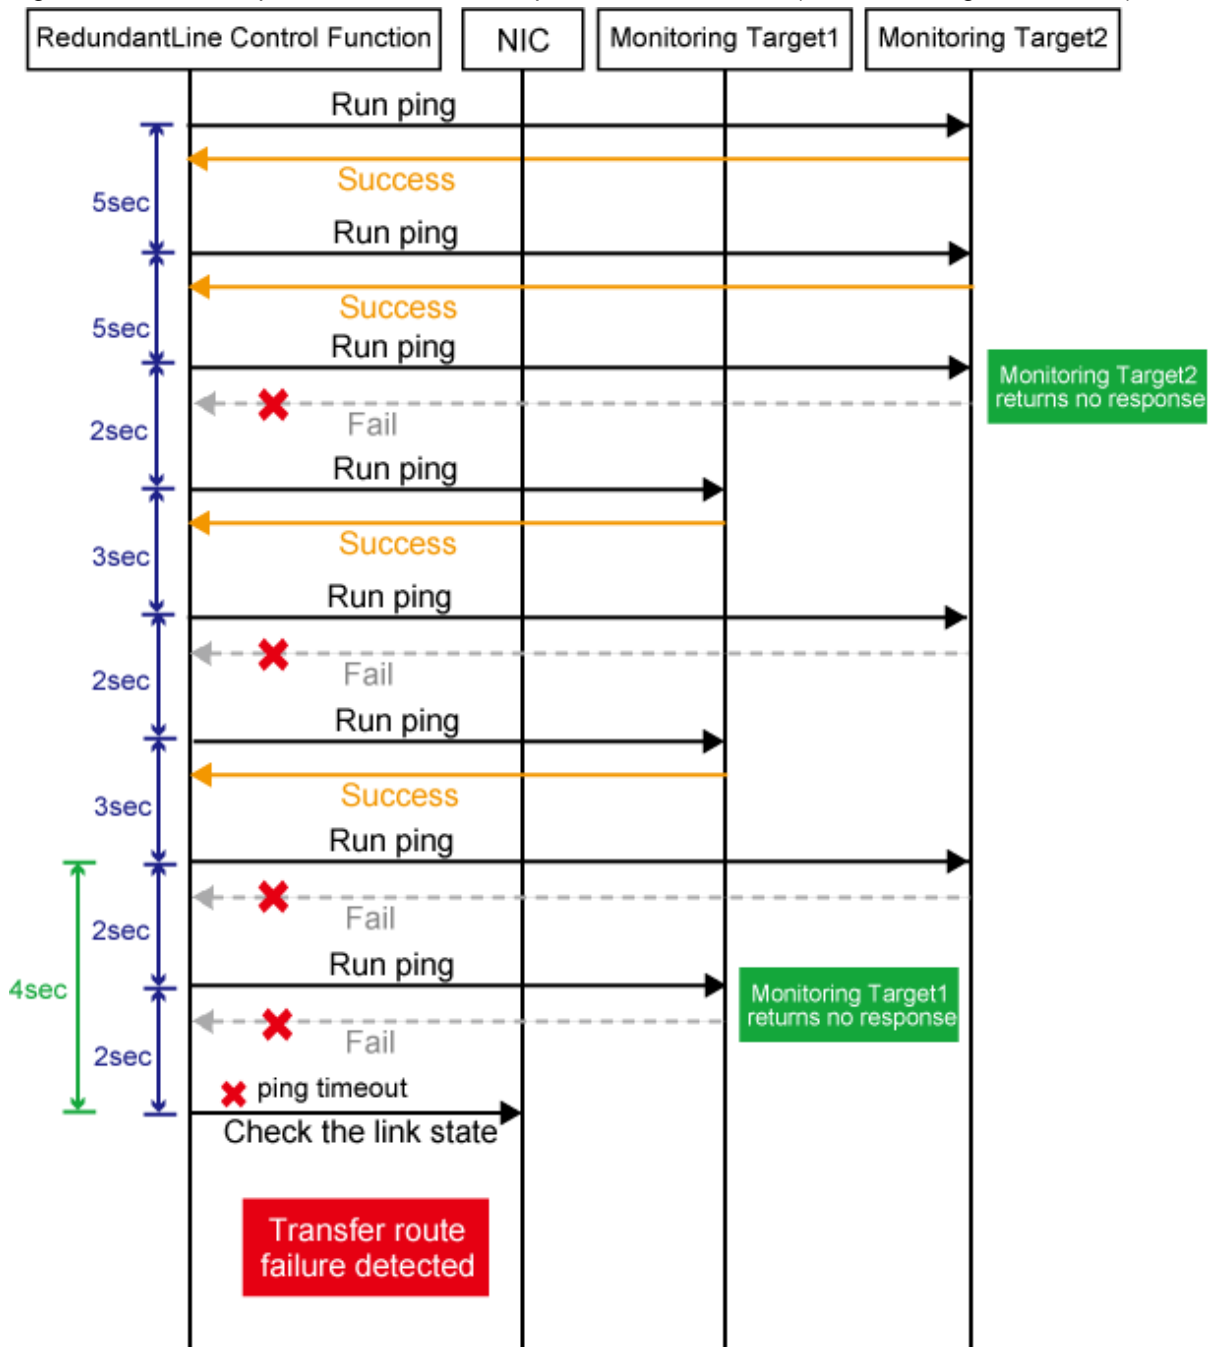 RedundantLine Control Function
NIC
Monitoring Target1
Monitoring Target2
Run ping
Success
5sec
Run ping
Success
5sec
Run ping
Monitoring Target2
returns no response
Fail
2sec
Run ping
Success
3sec
Run ping
Fail
2sec
Run ping
Success
3sec
Run ping
Fail
2sec
Run ping
4sec
Monitoring Target1
returns no response
Fail
2sec
ping timeout
Check the link state
Transfer route
failure detected